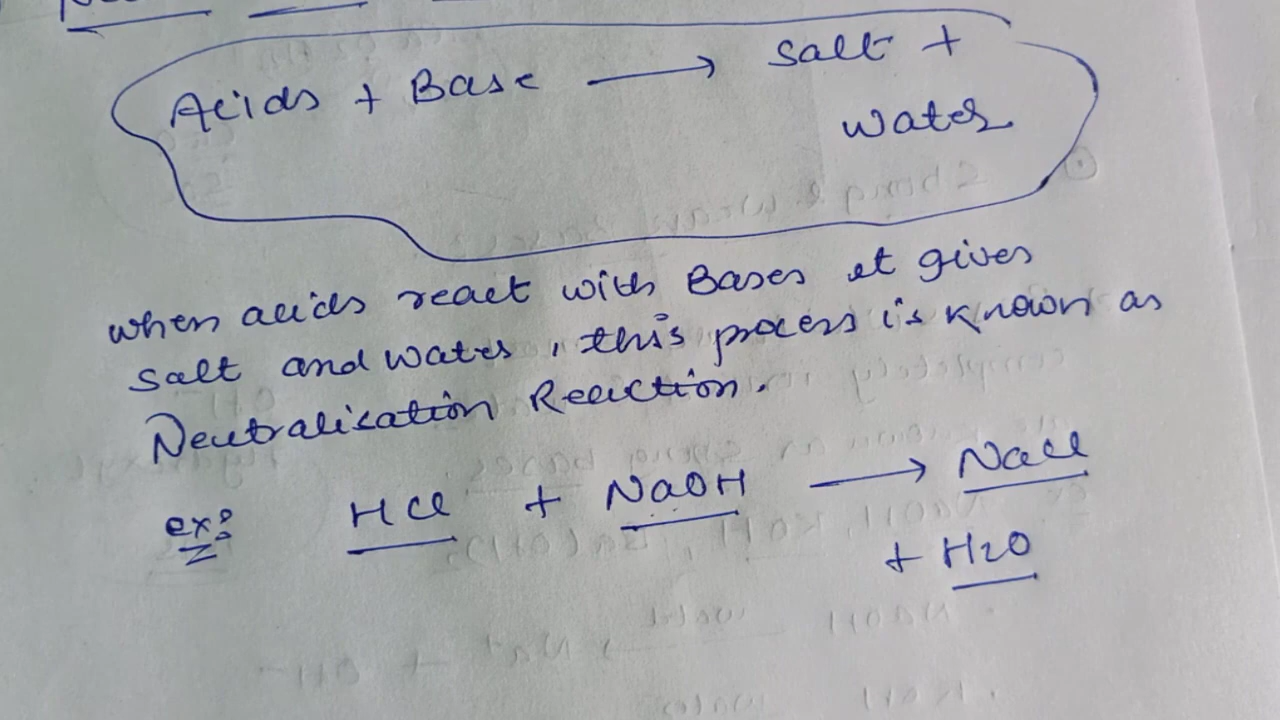 Acids + Base ⟶ Salt +
Water
when acids react with Bases it gives
salt and water, this process is known as
Neutralisation Reaction.
ex: HCl + NaOH ⟶ NaCl
+ H2O